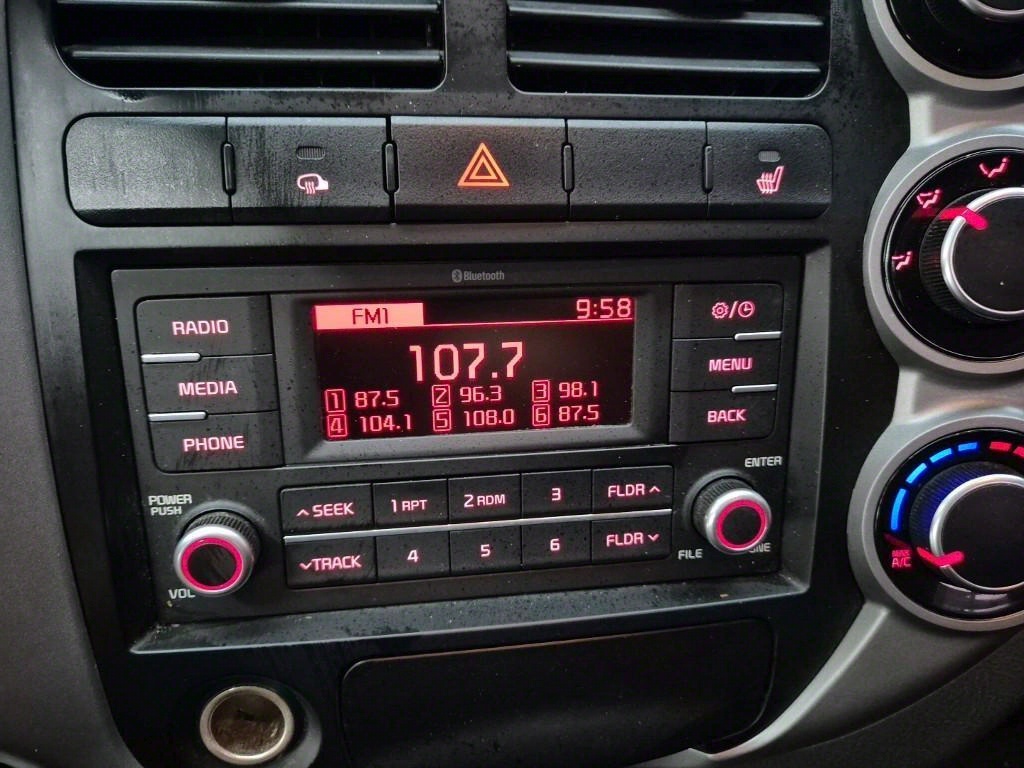 Bluetooth
RADIO
MEDIA
PHONE
FM1 9:58
107.7
1 87.5 2 96.3 3 98.1
4 104.1 5 108.0 6 87.5
MENU
BACK
POWER
PUSH
VOL
SEEK 1 RPT 2 RDM 3 FLDR
TRACK 4 5 6 FLDR
ENTER
FILE
MAX
A/C